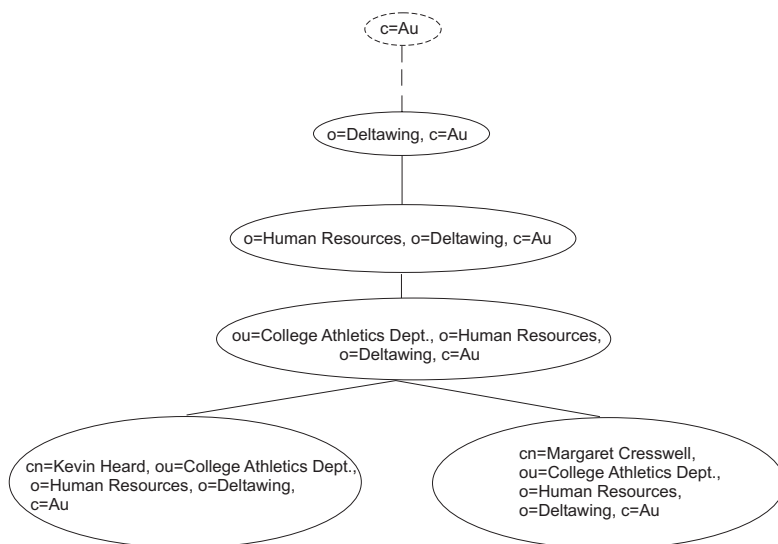 c=Au
o=Deltawing, c=Au
o=Human Resources, o=Deltawing, c=Au
ou=College Athletics Dept., o=Human Resources,
o=Deltawing, c=Au
cn=Kevin Heard, ou=College Athletics Dept.,
o=Human Resources, o=Deltawing,
c=Au
cn=Margaret Cresswell,
ou=College Athletics Dept.,
o=Human Resources,
o=Deltawing, c=Au